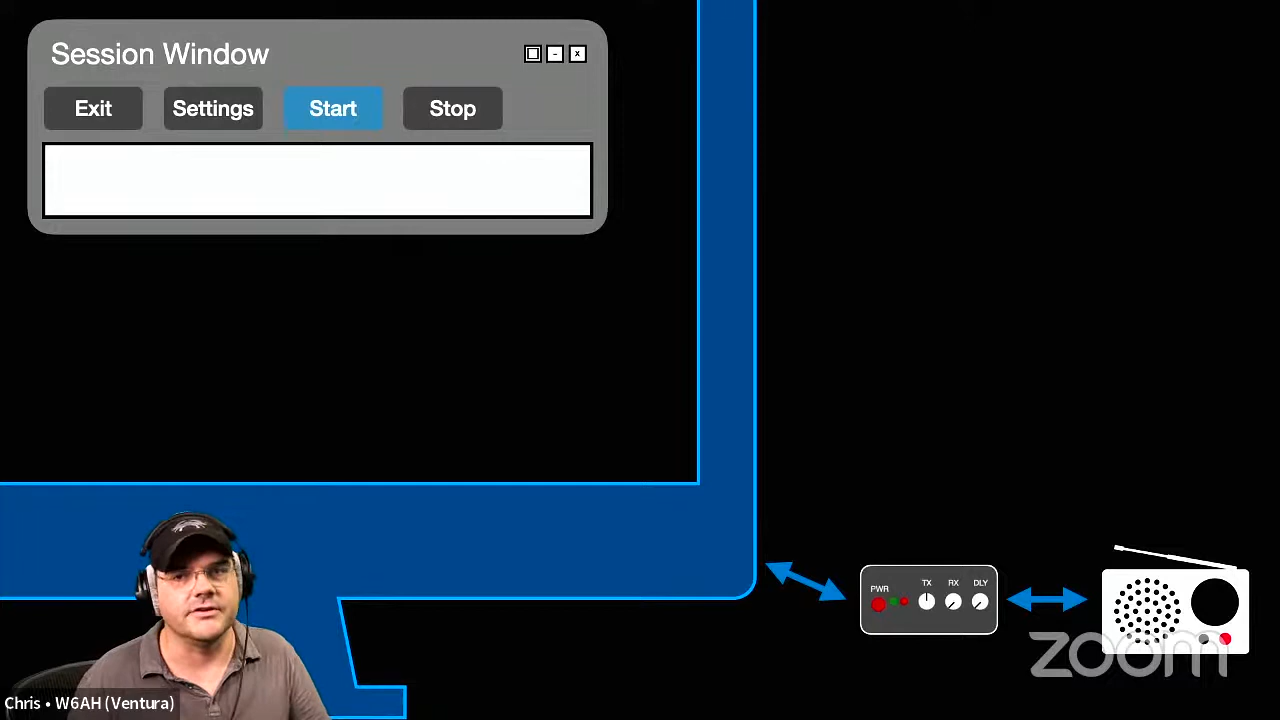 Session Window
Exit Settings Start Stop
PWR TX RX DLY
zoom
Chris • W6AH (Ventura)